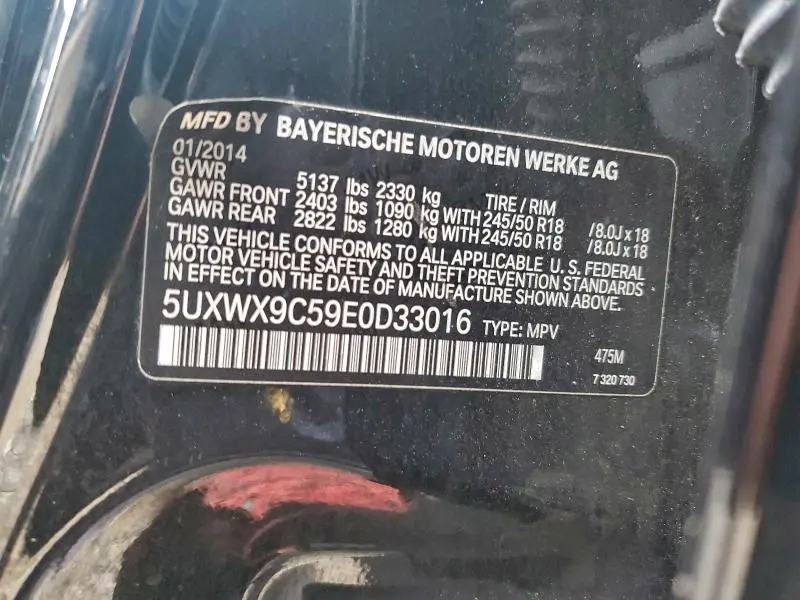 MFD BY BAYERISCHE MOTOREN WERKE AG
01/2014
GVWR 5137 lbs 2330 kg TIRE / RIM
GAWR FRONT 2403 lbs 1090 kg WITH 245/50 R18 / 8.0J x 18
GAWR REAR 2822 lbs 1280 kg WITH 245/50 R18 / 8.0J x 18
THIS VEHICLE CONFORMS TO ALL APPLICABLE U.S. FEDERAL
MOTOR VEHICLE SAFETY AND THEFT PREVENTION STANDARDS
IN EFFECT ON THE DATE OF MANUFACTURE SHOWN ABOVE.
5UXWX9C59E0D33016 TYPE: MPV
475M
7 320 730